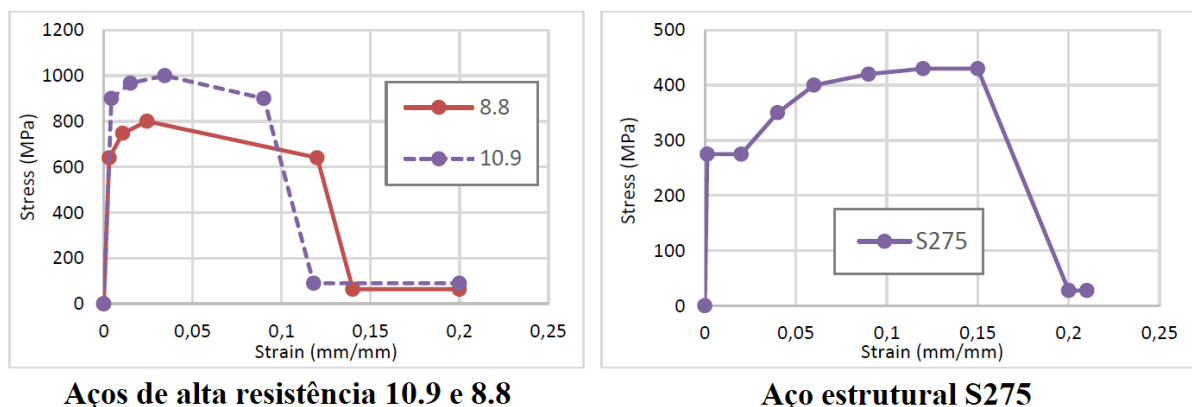 1200
1000
800
600
400
200
0
Stress (MPa)
8.8
10.9
0 0,05 0,1 0,15 0,2 0,25
Strain (mm/mm)
Aços de alta resistência 10.9 e 8.8
500
400
300
200
100
0
Stress (MPa)
S275
0 0,05 0,1 0,15 0,2 0,25
Strain (mm/mm)
Aço estrutural S275